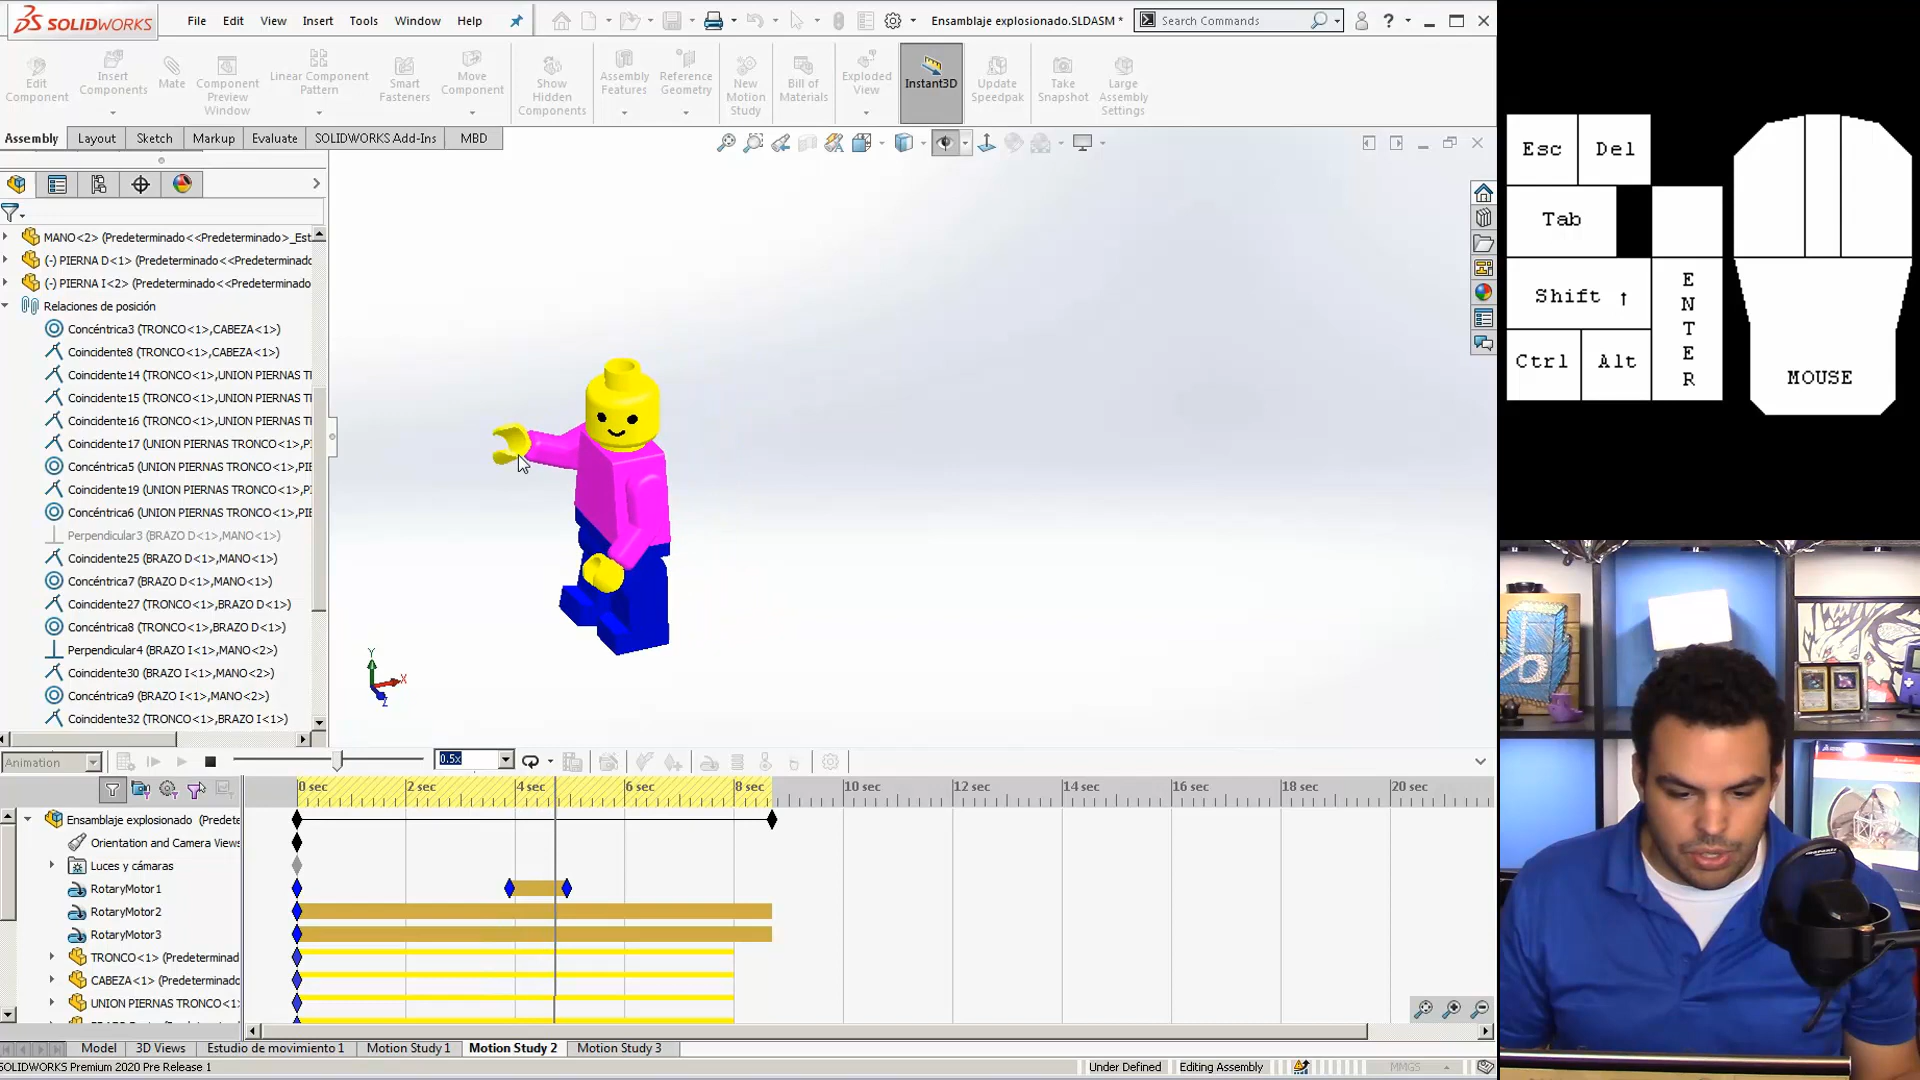 SOLIDWORKS
File Edit View Insert Tools Window Help
Ensamblaje explosionado.SLDASM *
Search Commands
Edit Component
Insert Components
Mate
Component Preview Window
Linear Component Pattern
Smart Fasteners
Move Component
Show Hidden Components
Assembly Features
Reference Geometry
New Motion Study
Bill of Materials
Exploded View
Instant3D
Update Speedpak
Take Snapshot
Large Assembly Settings
Assembly Layout Sketch Markup Evaluate SOLIDWORKS Add-Ins MBD
MANO<2> (Predeterminado<<Predeterminado>_Est
(-) PIERNA D<1> (Predeterminado<<Predeterminado
(-) PIERNA I<2> (Predeterminado<<Predeterminado
Relaciones de posición
Concéntrica3 (TRONCO<1>,CABEZA<1>)
Coincidente8 (TRONCO<1>,CABEZA<1>)
Coincidente14 (TRONCO<1>,UNION PIERNAS T
Coincidente15 (TRONCO<1>,UNION PIERNAS T
Coincidente16 (TRONCO<1>,UNION PIERNAS T
Coincidente17 (UNION PIERNAS TRONCO<1>,PI
Concéntrica5 (UNION PIERNAS TRONCO<1>,PIE
Coincidente19 (UNION PIERNAS TRONCO<1>,PI
Concéntrica6 (UNION PIERNAS TRONCO<1>,PIE
Perpendicular3 (BRAZO D<1>,MANO<1>)
Coincidente25 (BRAZO D<1>,MANO<1>)
Concéntrica7 (BRAZO D<1>,MANO<1>)
Coincidente27 (TRONCO<1>,BRAZO D<1>)
Concéntrica8 (TRONCO<1>,BRAZO D<1>)
Perpendicular4 (BRAZO I<1>,MANO<2>)
Coincidente30 (BRAZO I<1>,MANO<2>)
Concéntrica9 (BRAZO I<1>,MANO<2>)
Coincidente32 (TRONCO<1>,BRAZO I<1>)
Y
X
Z
Animation
0.5x
0 sec 2 sec 4 sec 6 sec 8 sec 10 sec 12 sec 14 sec 16 sec 18 sec 20 sec
Ensamblaje explosionado (Predete
Orientation and Camera Views
Luces y cámaras
RotaryMotor1
RotaryMotor2
RotaryMotor3
TRONCO<1> (Predeterminad
CABEZA<1> (Predeterminado
UNION PIERNAS TRONCO<1>
Model 3D Views Estudio de movimiento 1 Motion Study 1 Motion Study 2 Motion Study 3
SOLIDWORKS Premium 2020 Pre Release 1
Under Defined Editing Assembly MMGS
Esc Del
Tab
Shift ↑
Ctrl Alt
ENTER
MOUSE